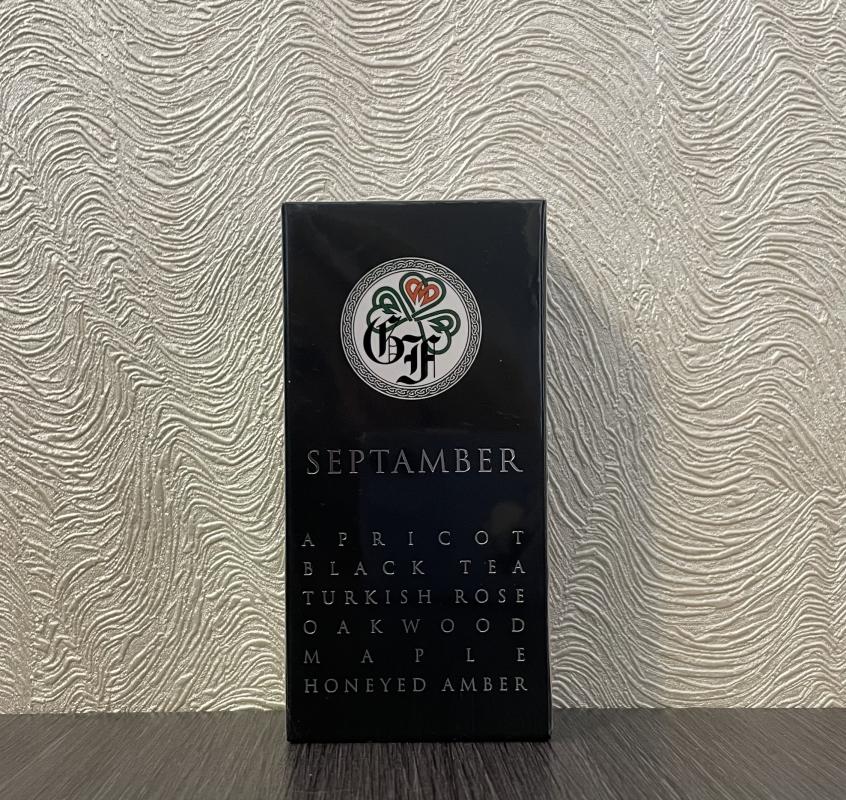 GF
SEPTAMBER
APRICOT
BLACK TEA
TURKISH ROSE
OAKWOOD
MAPLE
HONEYED AMBER